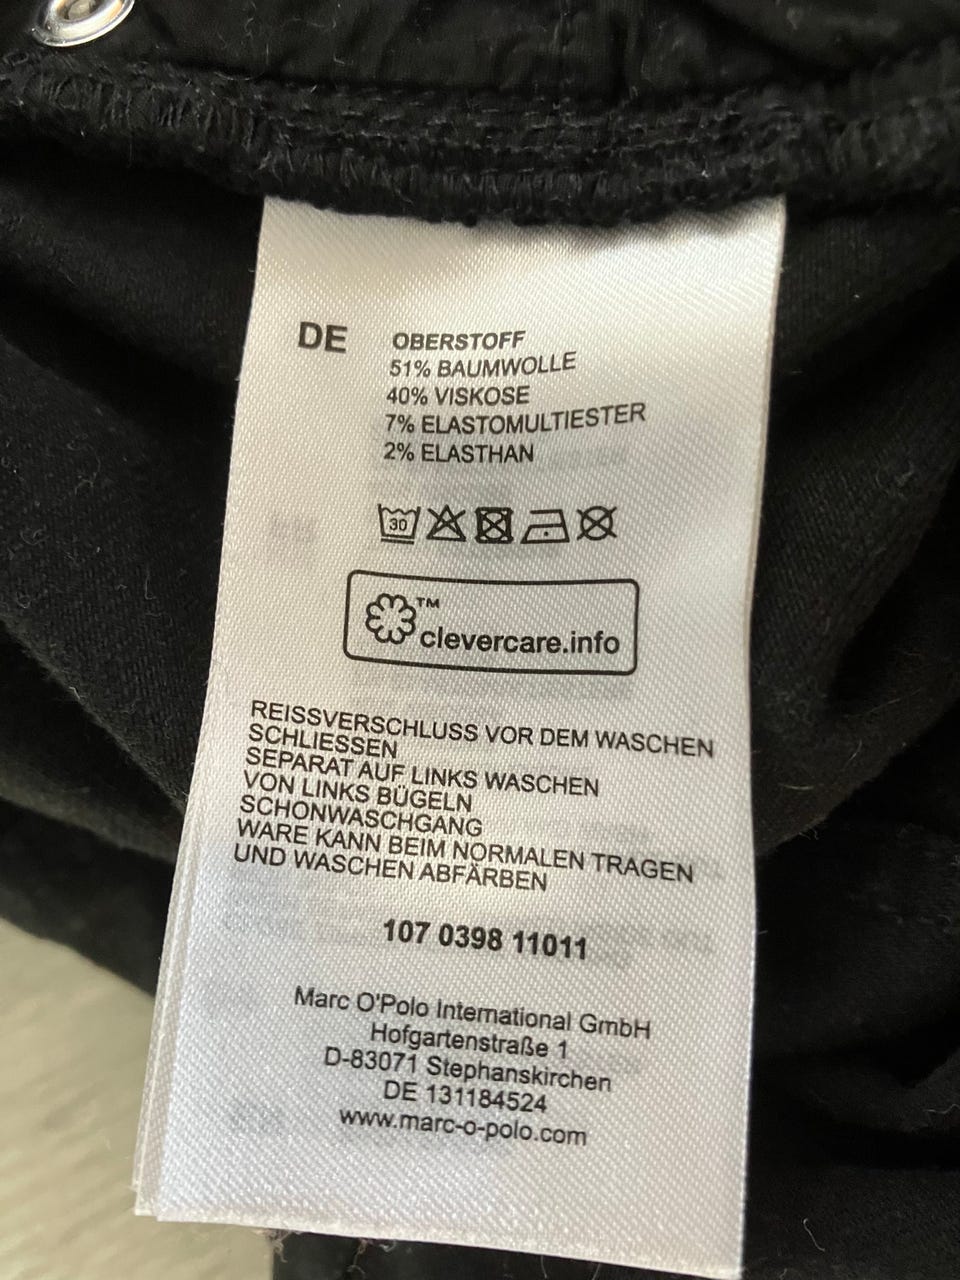 DE
OBERSTOFF
51% BAUMWOLLE
40% VISKOSE
7% ELASTOMULTIESTER
2% ELASTHAN
30
™
clevercare.info
REISSVERSCHLUSS VOR DEM WASCHEN
SCHLIESSEN
SEPARAT AUF LINKS WASCHEN
VON LINKS BÜGELN
SCHONWASCHGANG
WARE KANN BEIM NORMALEN TRAGEN
UND WASCHEN ABFÄRBEN
107 0398 11011
Marc O'Polo International GmbH
Hofgartenstraße 1
D-83071 Stephanskirchen
DE 131184524
www.marc-o-polo.com